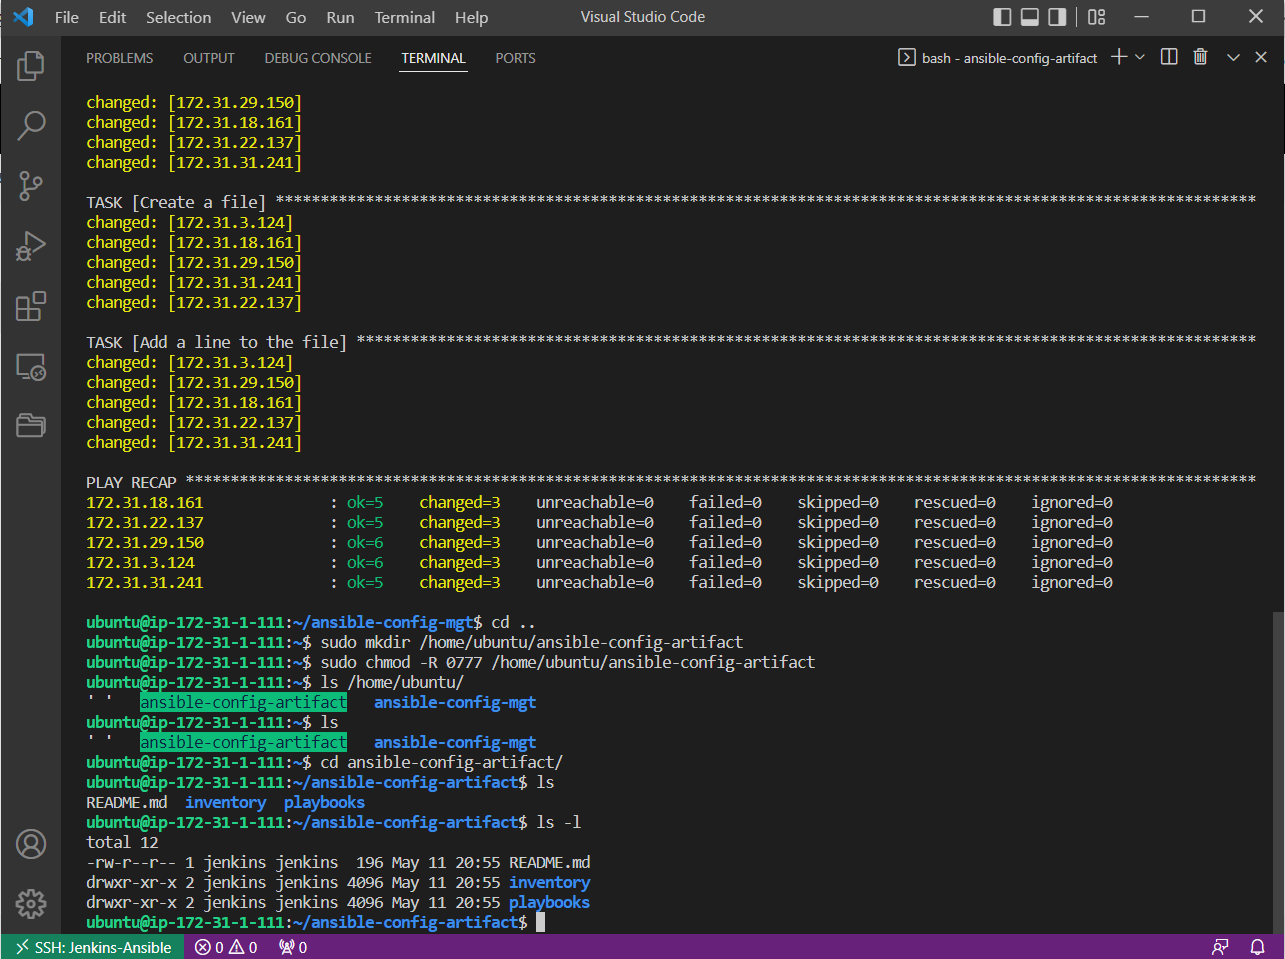 File Edit Selection View Go Run Terminal Help Visual Studio Code
PROBLEMS OUTPUT DEBUG CONSOLE TERMINAL PORTS bash - ansible-config-artifact
changed: [172.31.29.150]
changed: [172.31.18.161]
changed: [172.31.22.137]
changed: [172.31.31.241]
TASK [Create a file] *************************************************************************************************************
changed: [172.31.3.124]
changed: [172.31.18.161]
changed: [172.31.29.150]
changed: [172.31.31.241]
changed: [172.31.22.137]
TASK [Add a line to the file] ****************************************************************************************************
changed: [172.31.3.124]
changed: [172.31.29.150]
changed: [172.31.18.161]
changed: [172.31.22.137]
changed: [172.31.31.241]
PLAY RECAP ***********************************************************************************************************************
172.31.18.161 : ok=5 changed=3 unreachable=0 failed=0 skipped=0 rescued=0 ignored=0
172.31.22.137 : ok=5 changed=3 unreachable=0 failed=0 skipped=0 rescued=0 ignored=0
172.31.29.150 : ok=6 changed=3 unreachable=0 failed=0 skipped=0 rescued=0 ignored=0
172.31.3.124 : ok=6 changed=3 unreachable=0 failed=0 skipped=0 rescued=0 ignored=0
172.31.31.241 : ok=5 changed=3 unreachable=0 failed=0 skipped=0 rescued=0 ignored=0
ubuntu@ip-172-31-1-111:~/ansible-config-mgt$ cd ..
ubuntu@ip-172-31-1-111:~$ sudo mkdir /home/ubuntu/ansible-config-artifact
ubuntu@ip-172-31-1-111:~$ sudo chmod -R 0777 /home/ubuntu/ansible-config-artifact
ubuntu@ip-172-31-1-111:~$ ls /home/ubuntu/
' ' ansible-config-artifact ansible-config-mgt
ubuntu@ip-172-31-1-111:~$ ls
' ' ansible-config-artifact ansible-config-mgt
ubuntu@ip-172-31-1-111:~$ cd ansible-config-artifact/
ubuntu@ip-172-31-1-111:~/ansible-config-artifact$ ls
README.md inventory playbooks
ubuntu@ip-172-31-1-111:~/ansible-config-artifact$ ls -l
total 12
-rw-r--r-- 1 jenkins jenkins 196 May 11 20:55 README.md
drwxr-xr-x 2 jenkins jenkins 4096 May 11 20:55 inventory
drwxr-xr-x 2 jenkins jenkins 4096 May 11 20:55 playbooks
ubuntu@ip-172-31-1-111:~/ansible-config-artifact$
SSH: Jenkins-Ansible 0 0 0